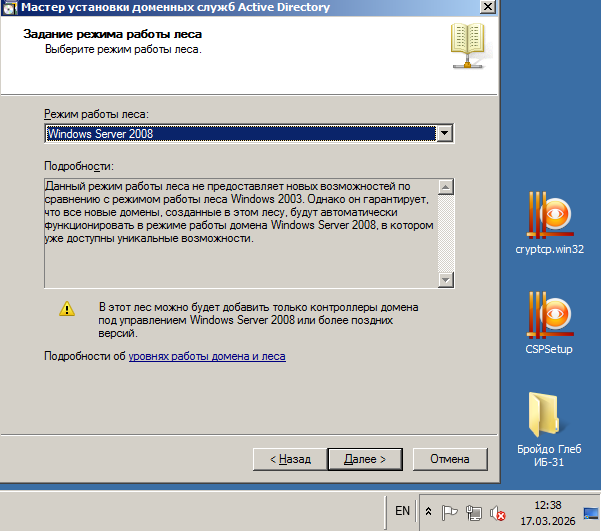 Мастер установки доменных служб Active Directory
Задание режима работы леса
Выберите режим работы леса.
Режим работы леса:
Windows Server 2008
Подробности:
Данный режим работы леса не предоставляет новых возможностей по
сравнению с режимом работы леса Windows 2003. Однако он гарантирует,
что все новые домены, созданные в этом лесу, будут автоматически
функционировать в режиме работы домена Windows Server 2008, в котором
уже доступны уникальные возможности.
В этот лес можно будет добавить только контроллеры домена
под управлением Windows Server 2008 или более поздних
версий.
Подробности об уровнях работы домена и леса
< Назад
Далее >
Отмена
cryptcp.win32
CSPSetup
Бройдо Глеб
ИБ-31
EN
12:38
17.03.2026